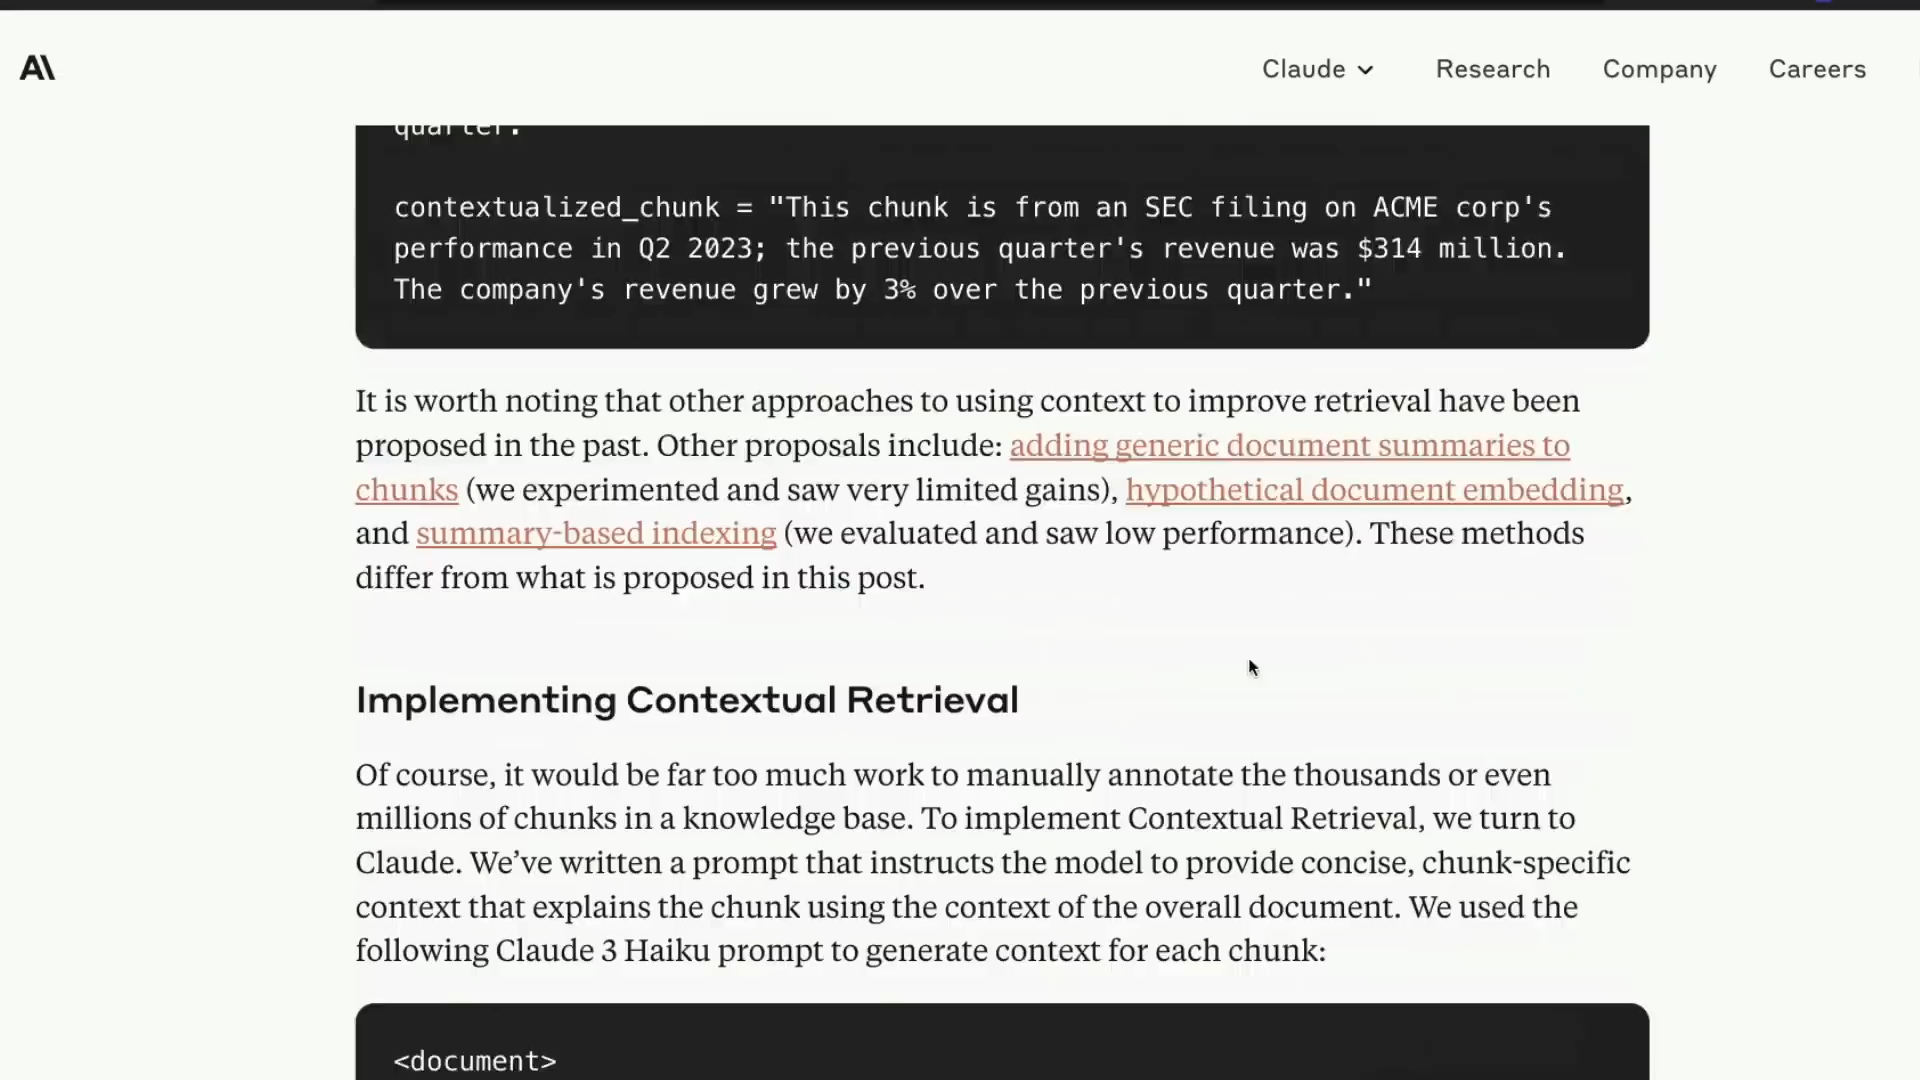 A\
Claude
Research
Company
Careers
quarter.
contextualized_chunk = "This chunk is from an SEC filing on ACME corp's
performance in Q2 2023; the previous quarter's revenue was $314 million.
The company's revenue grew by 3% over the previous quarter."
It is worth noting that other approaches to using context to improve retrieval have been
proposed in the past. Other proposals include: adding generic document summaries to
chunks (we experimented and saw very limited gains), hypothetical document embedding,
and summary-based indexing (we evaluated and saw low performance). These methods
differ from what is proposed in this post.
Implementing Contextual Retrieval
Of course, it would be far too much work to manually annotate the thousands or even
millions of chunks in a knowledge base. To implement Contextual Retrieval, we turn to
Claude. We’ve written a prompt that instructs the model to provide concise, chunk-specific
context that explains the chunk using the context of the overall document. We used the
following Claude 3 Haiku prompt to generate context for each chunk:
<document>